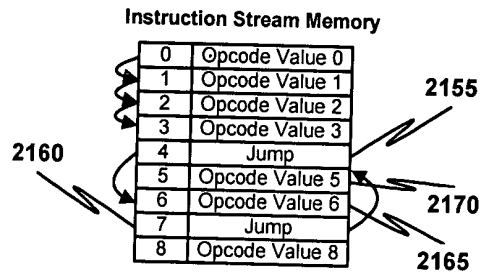 Instruction Stream Memory
0 Opcode Value 0
1 Opcode Value 1
2 Opcode Value 2
3 Opcode Value 3
4 Jump
5 Opcode Value 5
6 Opcode Value 6
7 Jump
8 Opcode Value 8
2155
2160
2170
2165